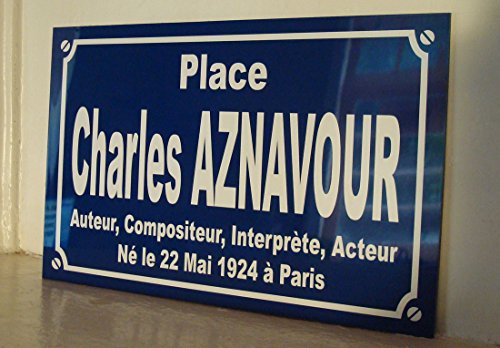 Place
Charles AZNAVOUR
Auteur, Compositeur, Interprète, Acteur
Né le 22 Mai 1924 à Paris